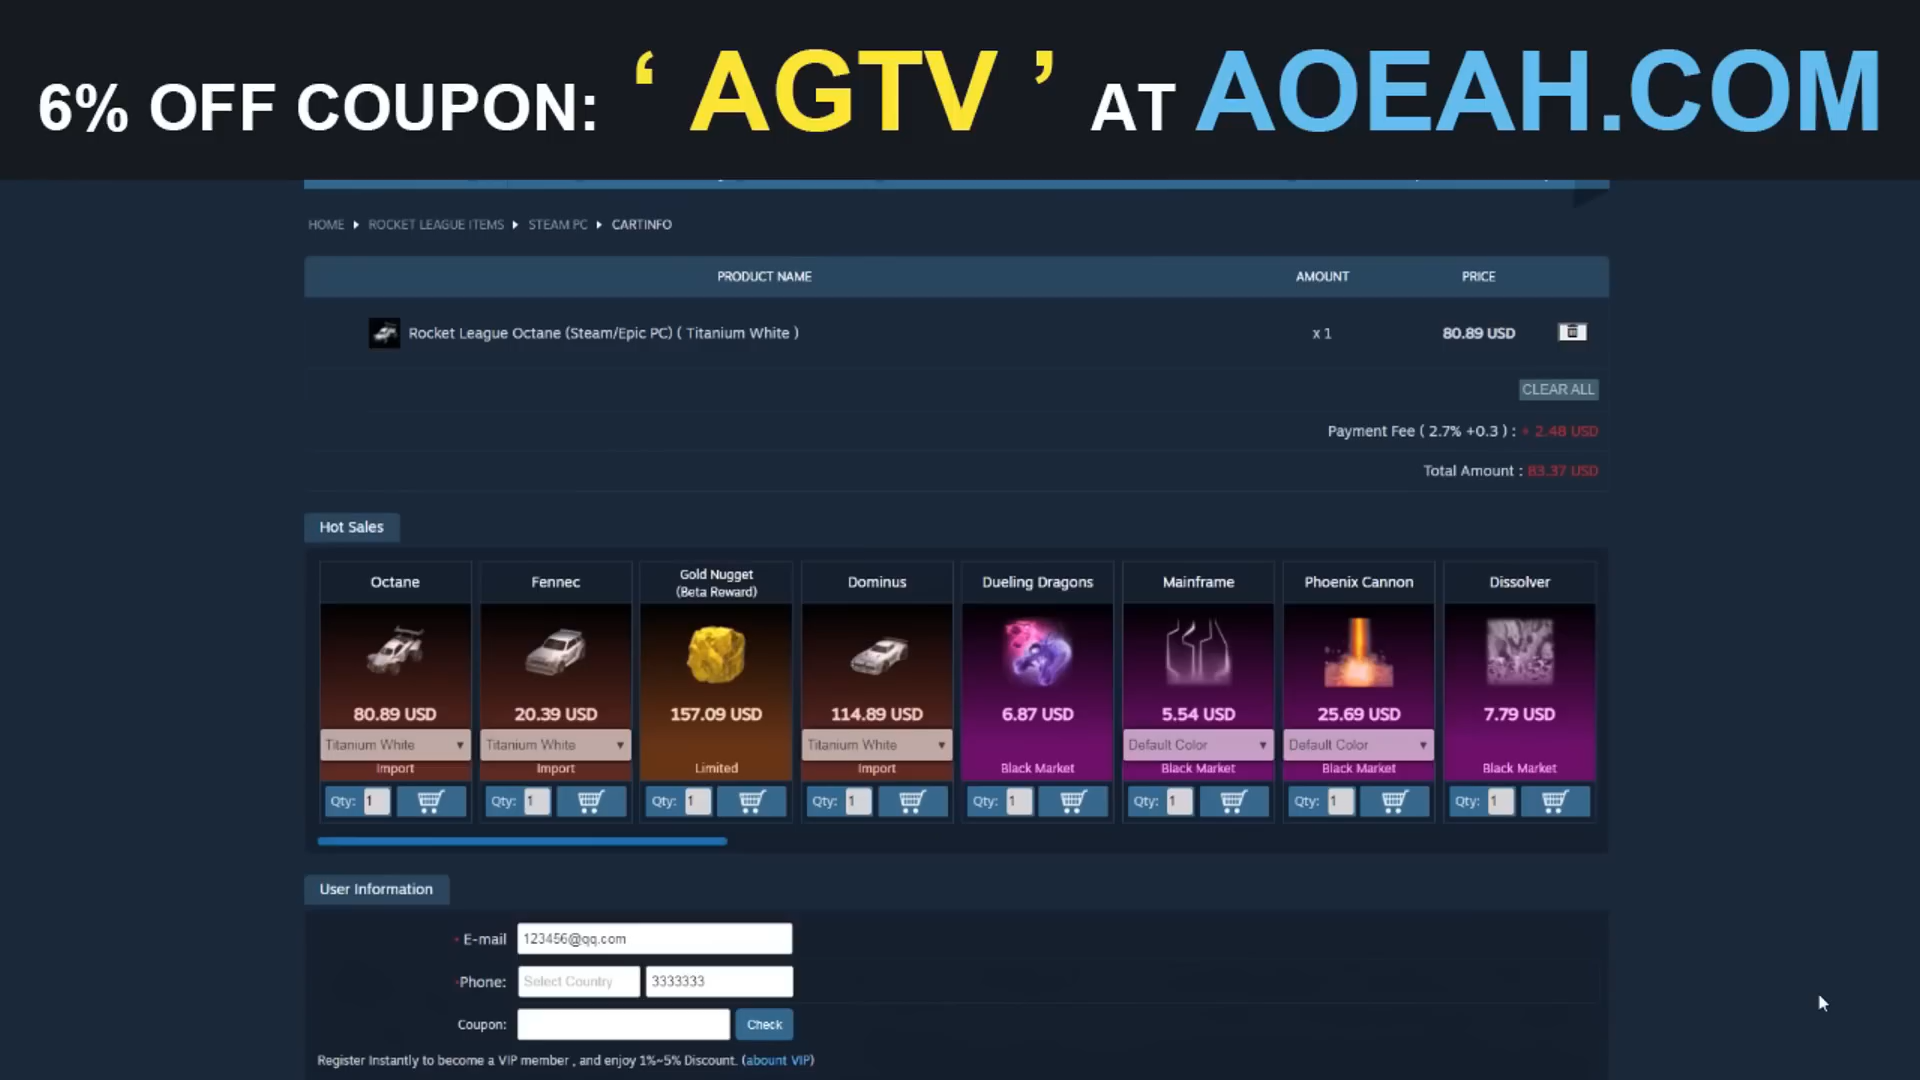 6% OFF COUPON: ‘ AGTV ’ AT AOEAH.COM
HOME ROCKET LEAGUE ITEMS STEAM PC CARTINFO
PRODUCT NAME AMOUNT PRICE
Rocket League Octane (Steam/Epic PC) ( Titanium White ) x 1 80.89 USD
CLEAR ALL
Payment Fee ( 2.7% +0.3 ) : + 2.48 USD
Total Amount : 83.37 USD
Hot Sales
Octane Fennec Gold Nugget (Beta Reward) Dominus Dueling Dragons Mainframe Phoenix Cannon Dissolver
80.89 USD 20.39 USD 157.09 USD 114.89 USD 6.87 USD 5.54 USD 25.69 USD 7.79 USD
Titanium White Titanium White Titanium White Default Color Default Color
Import Import Limited Import Black Market Black Market Black Market Black Market
Qty: 1 Qty: 1 Qty: 1 Qty: 1 Qty: 1 Qty: 1 Qty: 1 Qty: 1
User Information
* E-mail 123456@qq.com
*Phone: Select Country 3333333
Coupon: Check
Register Instantly to become a VIP member , and enjoy 1%~5% Discount. (abount VIP)